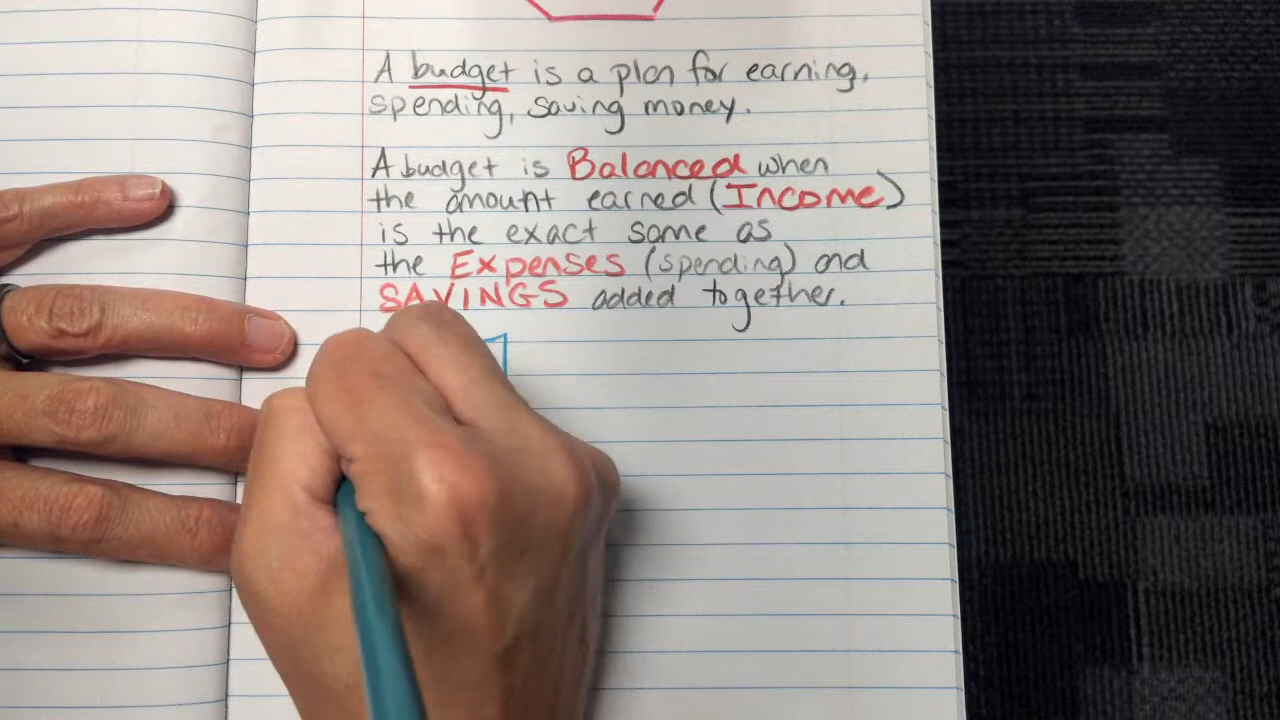 A budget is a plan for earning,
spending, saving money.
A budget is Balanced when
the amount earned (Income)
is the exact same as
the Expenses (spending) and
SAVINGS added together.